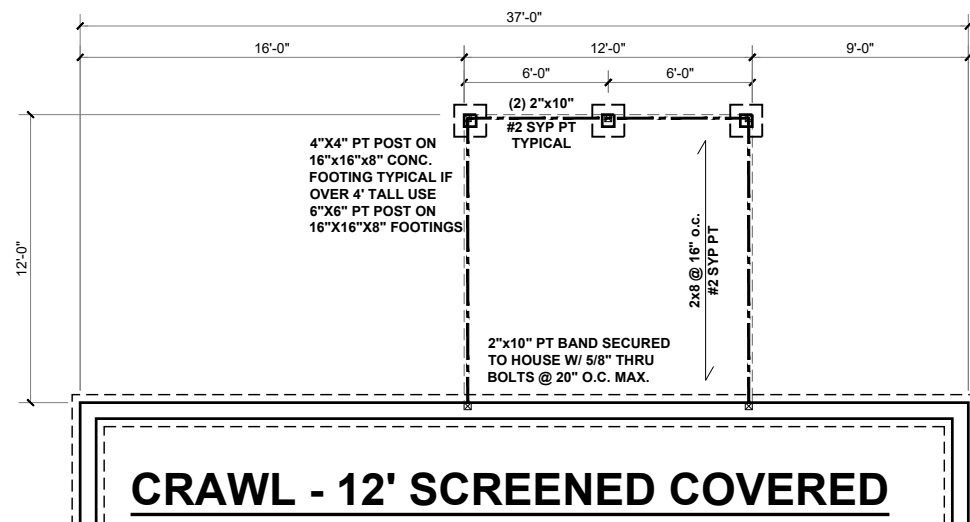 37'-0"
16'-0"
12'-0"
9'-0"
6'-0"
6'-0"
(2) 2"x10"
#2 SYP PT
TYPICAL
4"X4" PT POST ON
16"x16"x8" CONC.
FOOTING TYPICAL IF
OVER 4' TALL USE
6"X6" PT POST ON
16"X16"X8" FOOTINGS
12'-0"
2x8 @ 16" o.c.
#2 SYP PT
2"x10" PT BAND SECURED
TO HOUSE W/ 5/8" THRU
BOLTS @ 20" O.C. MAX.
CRAWL - 12' SCREENED COVERED